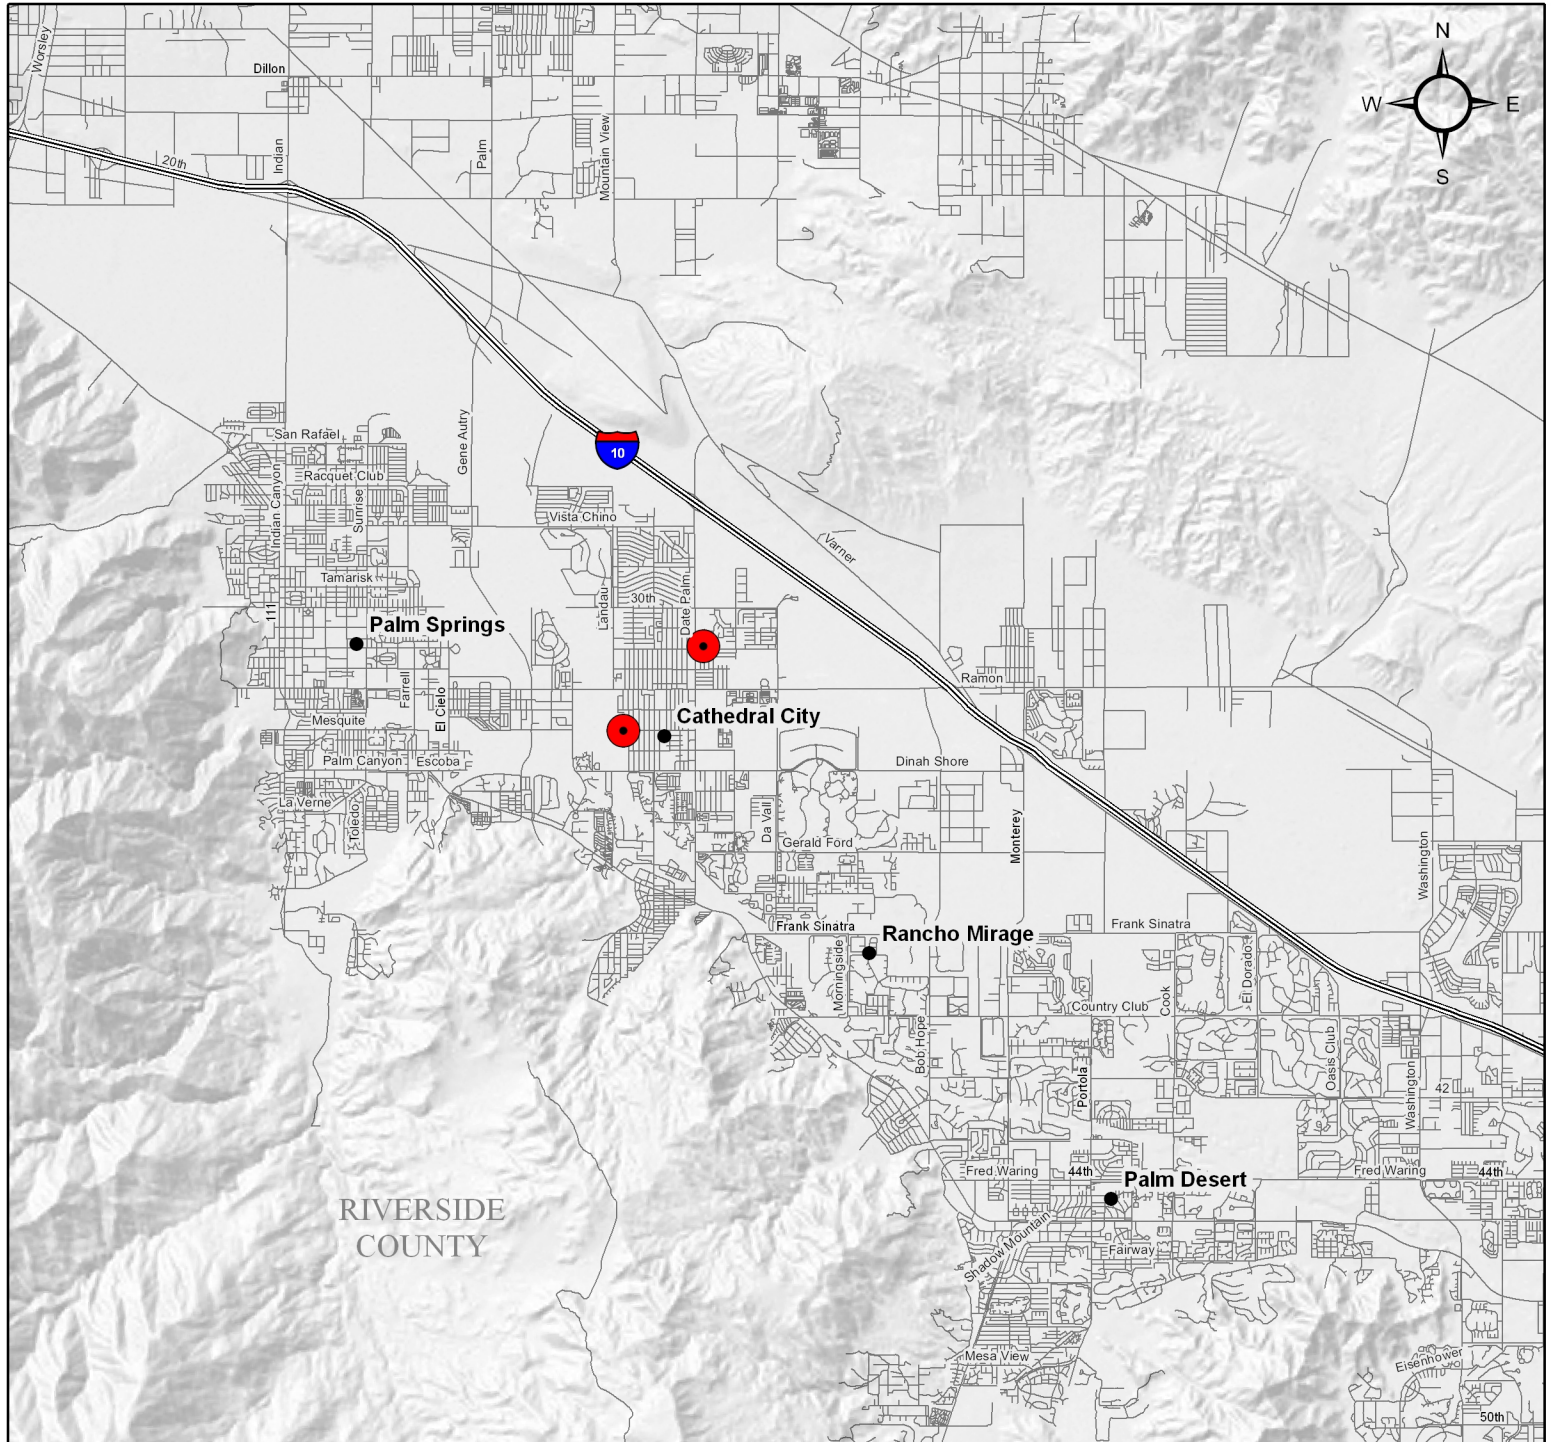 N
W
E
S
Worsley
Dillon
20th
Indian
Palm
Mountain View
San Rafael
Racquet Club
Indian Canyon
Sunrise
Gene Autry
10
Vista Chino
Varner
Tamarisk
30th
Landau
Date Palm
111
Palm Springs
Ramon
Farrell
El Cielo
Mesquite
Cathedral City
Palm Canyon
Escoba
Dinah Shore
La Verne
Toledo
Da Vall
Gerald Ford
Monterey
Washington
Frank Sinatra
Frank Sinatra
Rancho Mirage
Morningside
El Dorado
Cook
Country Club
Bob Hope
Oasis Club
Portola
Washington
42
Fred Waring
44th
Fred Waring
44th
Palm Desert
RIVERSIDE
COUNTY
Shadow Mountain
Fairway
Mesa View
Eisenhower
50th